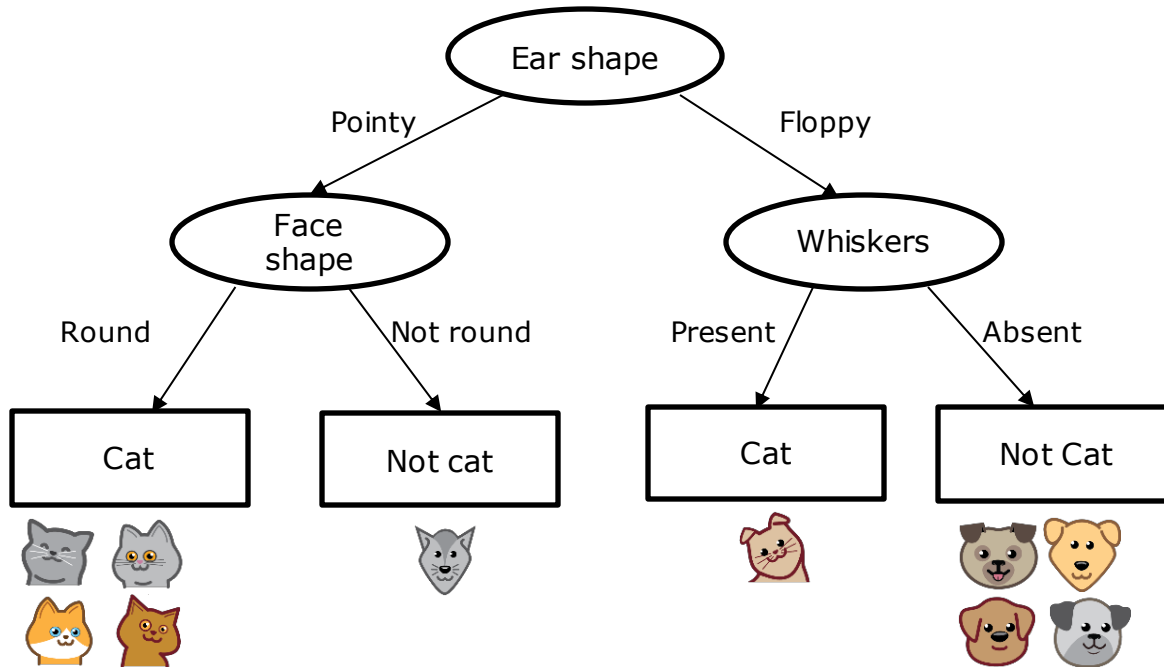 Ear shape
Pointy
Floppy
Face
shape
Whiskers
Round
Not round
Present
Absent
Cat
Not cat
Cat
Not Cat